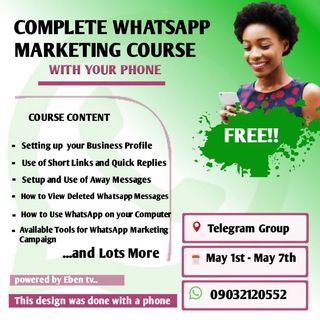 COMPLETE WHATSAPP
MARKETING COURSE
WITH YOUR PHONE
COURSE CONTENT
Setting up your Business Profile
Use of Short Links and Quick Replies
Setup and Use of Away Messages
How to View Deleted Whatsapp Messages
How to Use WhatsApp on your Computer
Available Tools for WhatsApp Marketing
Campaign
...and Lots More
FREE!!
Telegram Group
May 1st - May 7th
09032120552
powered by Eben tv..
This design was done with a phone